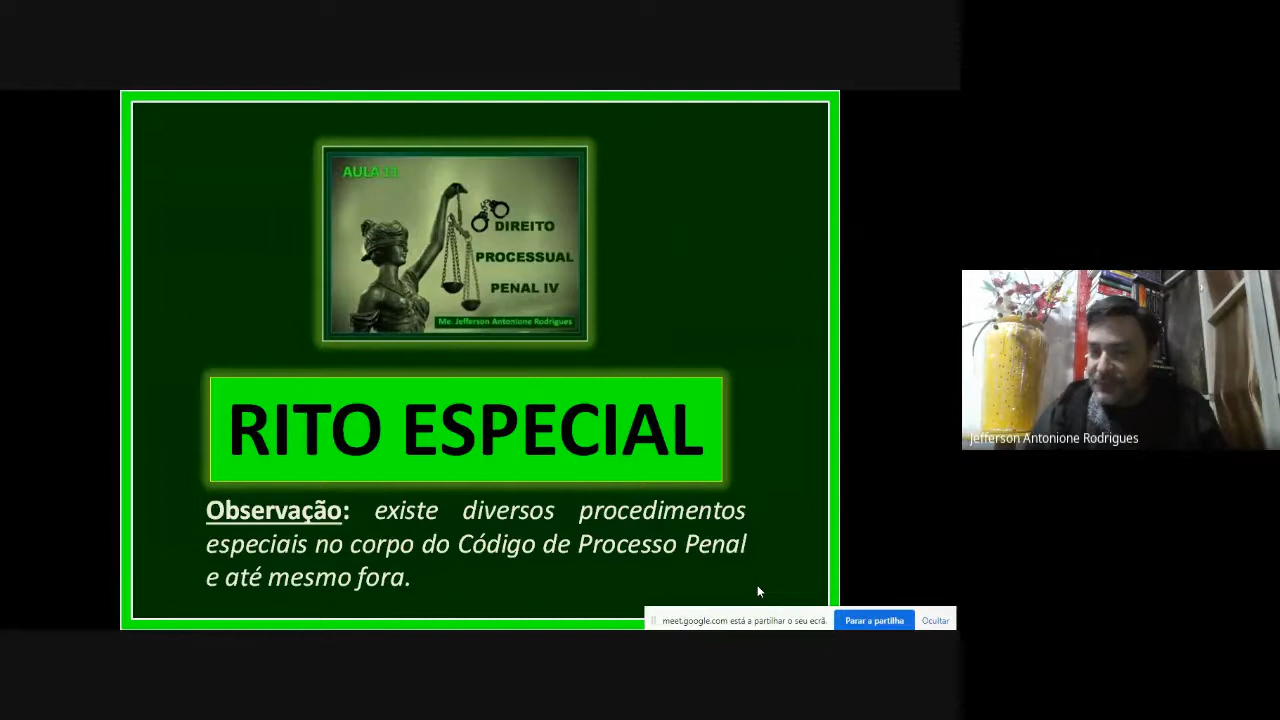 AULA 11
DIREITO
PROCESSUAL
PENAL IV
Me. Jefferson Antonione Rodrigues
RITO ESPECIAL
Observação: existe diversos procedimentos
especiais no corpo do Código de Processo Penal
e até mesmo fora.
meet.google.com está a partilhar o seu ecrã.
Parar a partilha
Ocultar
Jefferson Antonione Rodrigues